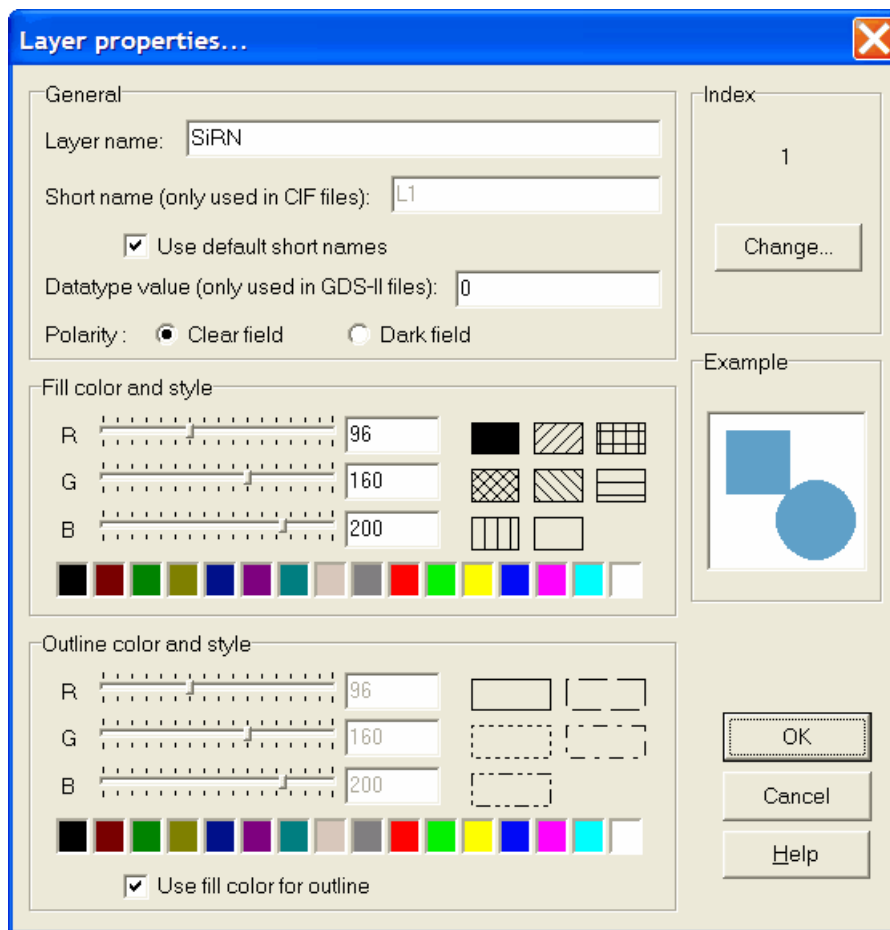 Layer properties...
General
Layer name: SiRN
Short name (only used in CIF files): L1
Use default short names
Datatype value (only used in GDS-II files): 0
Polarity : Clear field Dark field
Index
1
Change...
Fill color and style
R 96
G 160
B 200
Example
Outline color and style
R 96
G 160
B 200
Use fill color for outline
OK
Cancel
Help